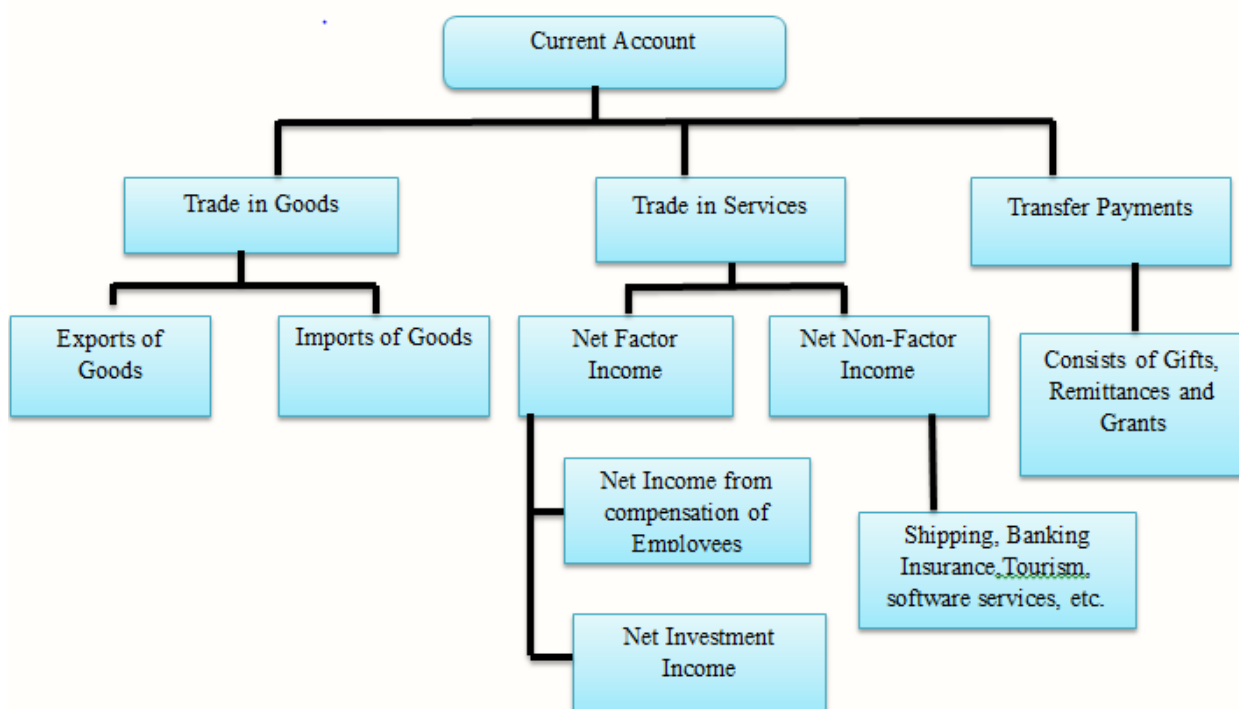 Current Account
Trade in Goods
Trade in Services
Transfer Payments
Exports of
Goods
Imports of Goods
Net Factor
Income
Net Non-Factor
Income
Consists of Gifts,
Remittances and
Grants
Net Income from
compensation of
Employees
Shipping, Banking
Insurance,Tourism,
software services, etc.
Net Investment
Income